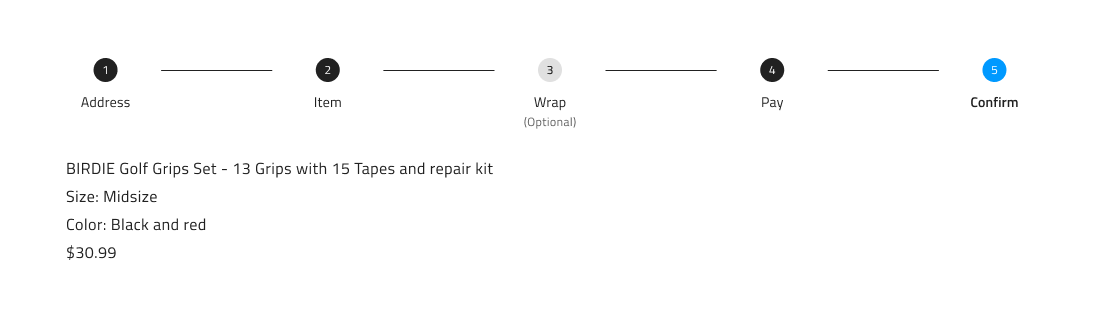 1 2 3 4 5
Address Item Wrap Pay Confirm
(Optional)
BIRDIE Golf Grips Set - 13 Grips with 15 Tapes and repair kit
Size: Midsize
Color: Black and red
$30.99